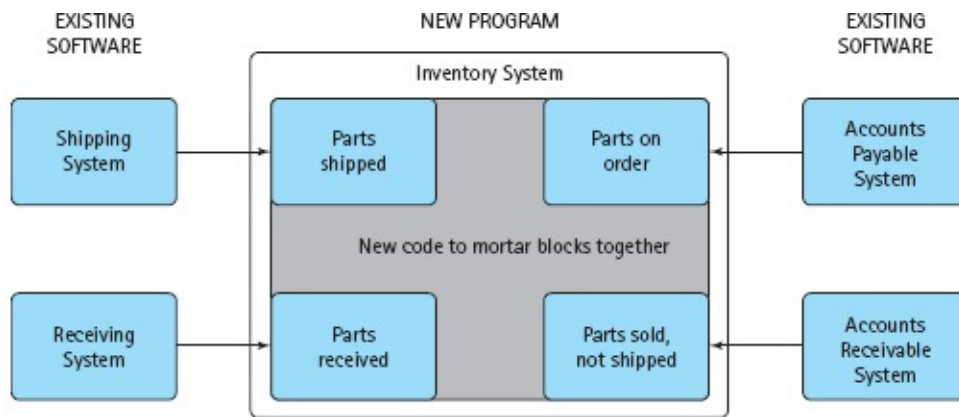 EXISTING
SOFTWARE
NEW PROGRAM
EXISTING
SOFTWARE
Inventory System
Shipping
System
Parts
shipped
Parts on
order
Accounts
Payable
System
New code to mortar blocks together
Receiving
System
Parts
received
Parts sold,
not shipped
Accounts
Receivable
System